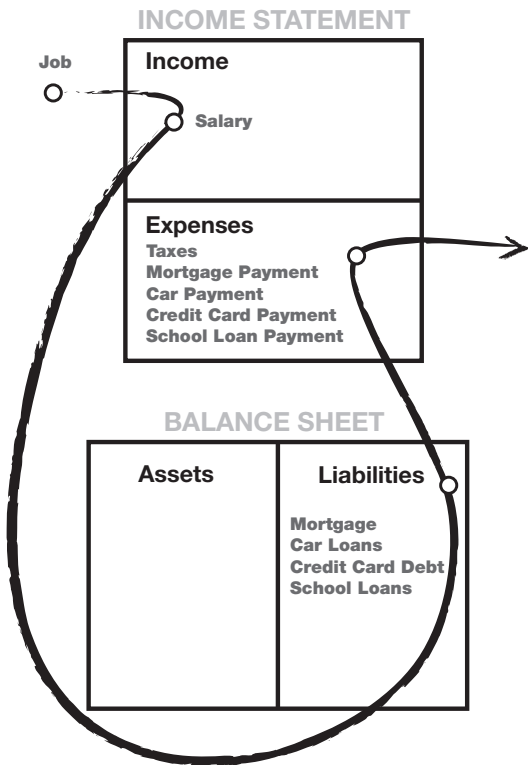 INCOME STATEMENT
Job
Income
Salary
Expenses
Taxes
Mortgage Payment
Car Payment
Credit Card Payment
School Loan Payment
BALANCE SHEET
Assets
Liabilities
Mortgage
Car Loans
Credit Card Debt
School Loans